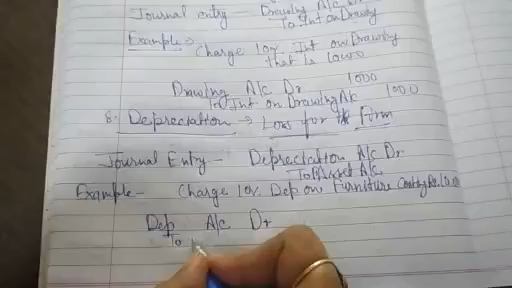 Journal entry — Drawing A/c Dr
To Int on Drawing
Example → Charge 10% Int on Drawing
that is 10000
Drawing A/c Dr 1000
To Int on Drawing A/c 1000
8. Depreciation → Loss for the Form
Journal Entry - Depreciation A/c Dr
To Asset A/c
Example - Charge 10% Dep on Furniture Costing Rs.
Dep A/c Dr
To